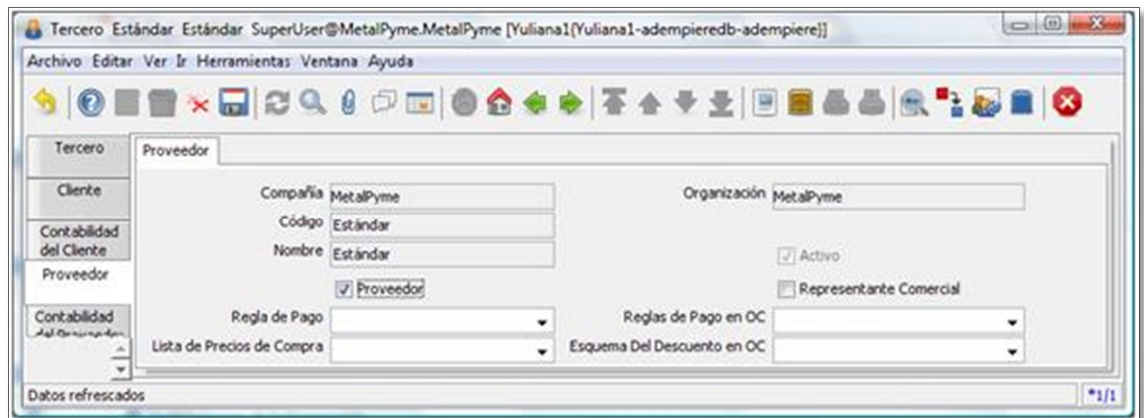 Tercero Estándar Estándar SuperUser@MetalPyme.MetalPyme [Yuliana1{Yuliana1-adempieredb-adempiere}]
Archivo Editar Ver Ir Herramientas Ventana Ayuda
Tercero
Cliente
Contabilidad
del Cliente
Proveedor
Contabilidad
del Proveedor
Proveedor
Compañía MetalPyme
Organización MetalPyme
Código Estándar
Nombre Estándar
Activo
Proveedor
Representante Comercial
Regla de Pago
Reglas de Pago en OC
Lista de Precios de Compra
Esquema Del Descuento en OC
Datos refrescados
*1/1